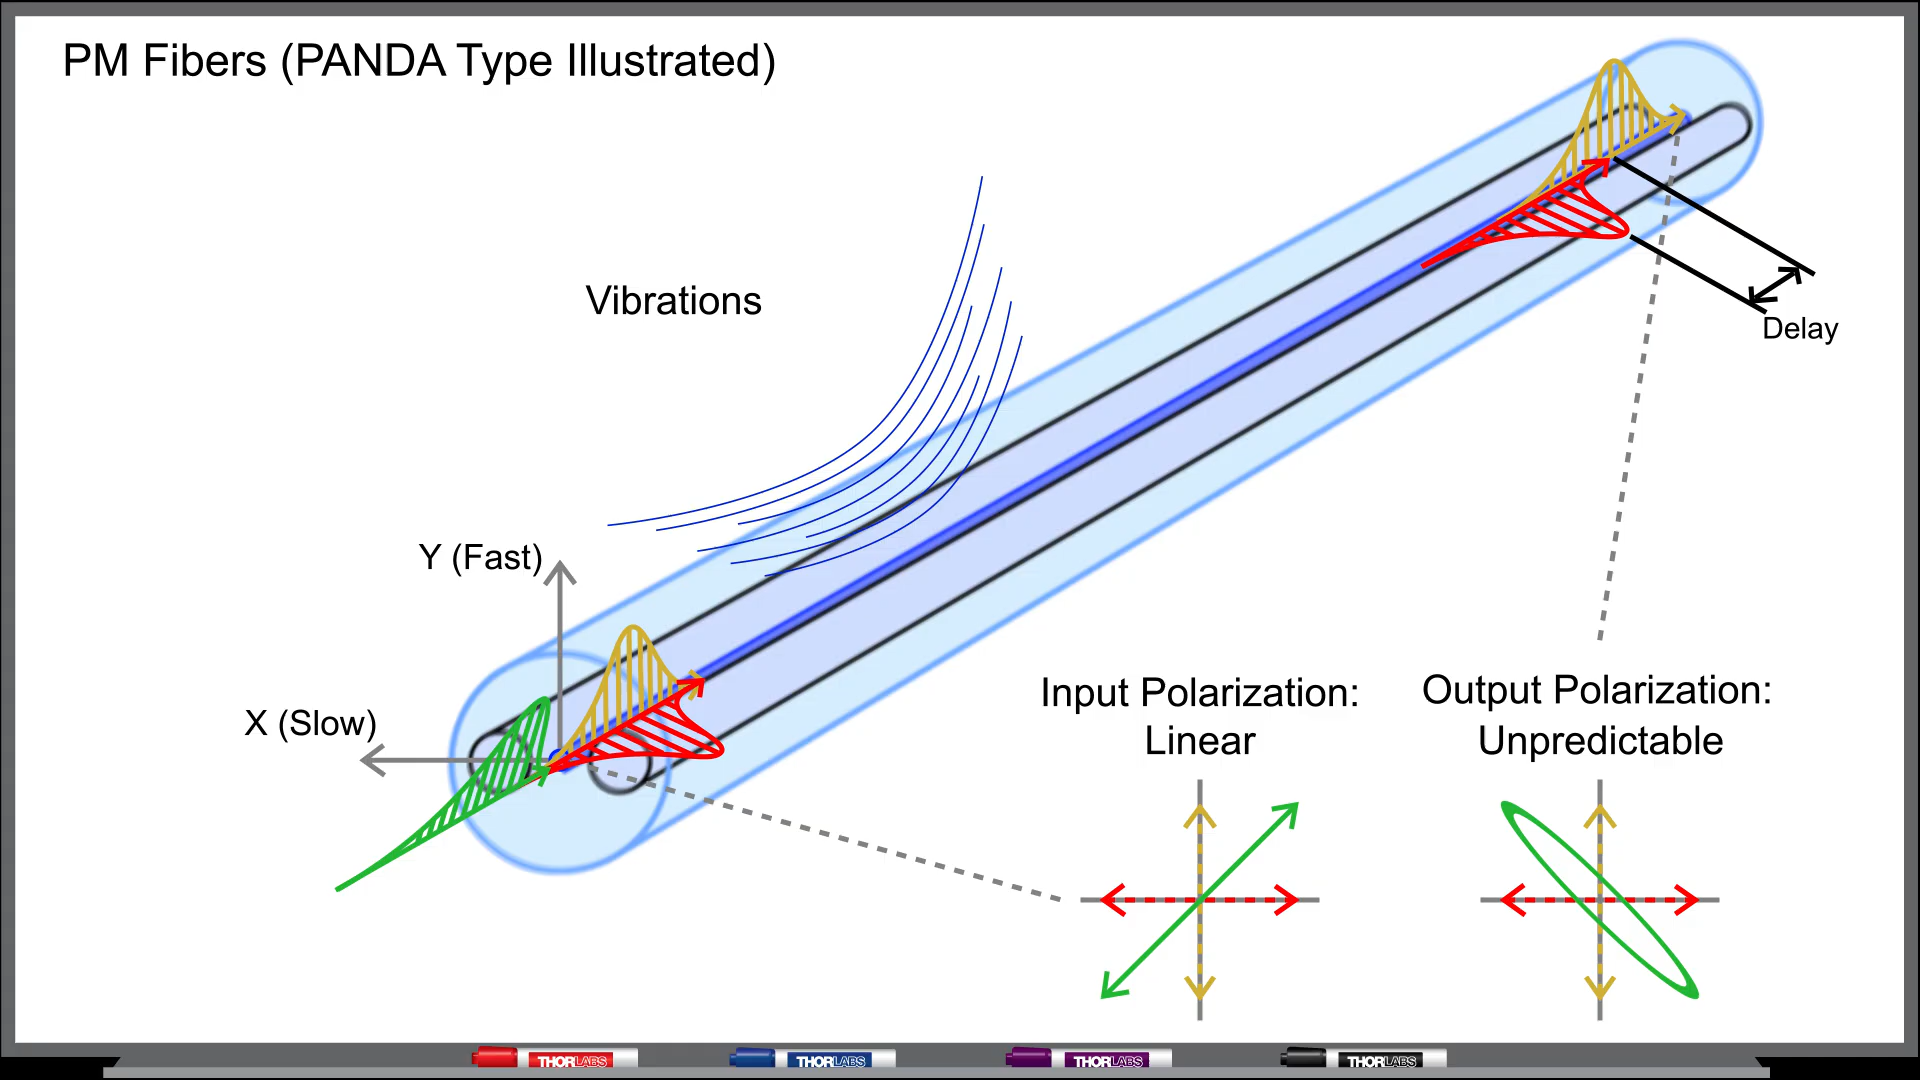 PM Fibers (PANDA Type Illustrated)
Vibrations
Delay
Y (Fast)
X (Slow)
Input Polarization:
Linear
Output Polarization:
Unpredictable
THORLABS
THORLABS
THORLABS
THORLABS